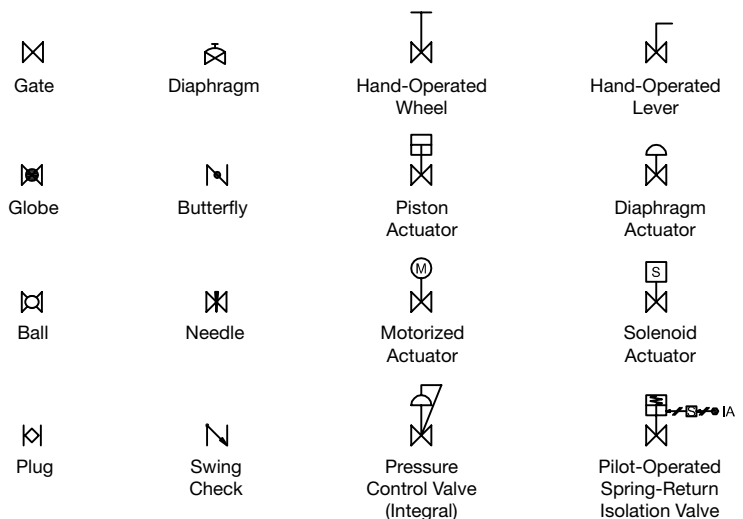 Gate
Diaphragm
Hand-Operated
Wheel
Hand-Operated
Lever
Globe
Butterfly
Piston
Actuator
Diaphragm
Actuator
M
S
Ball
Needle
Motorized
Actuator
Solenoid
Actuator
S
IA
Plug
Swing
Check
Pressure
Control Valve
(Integral)
Pilot-Operated
Spring-Return
Isolation Valve